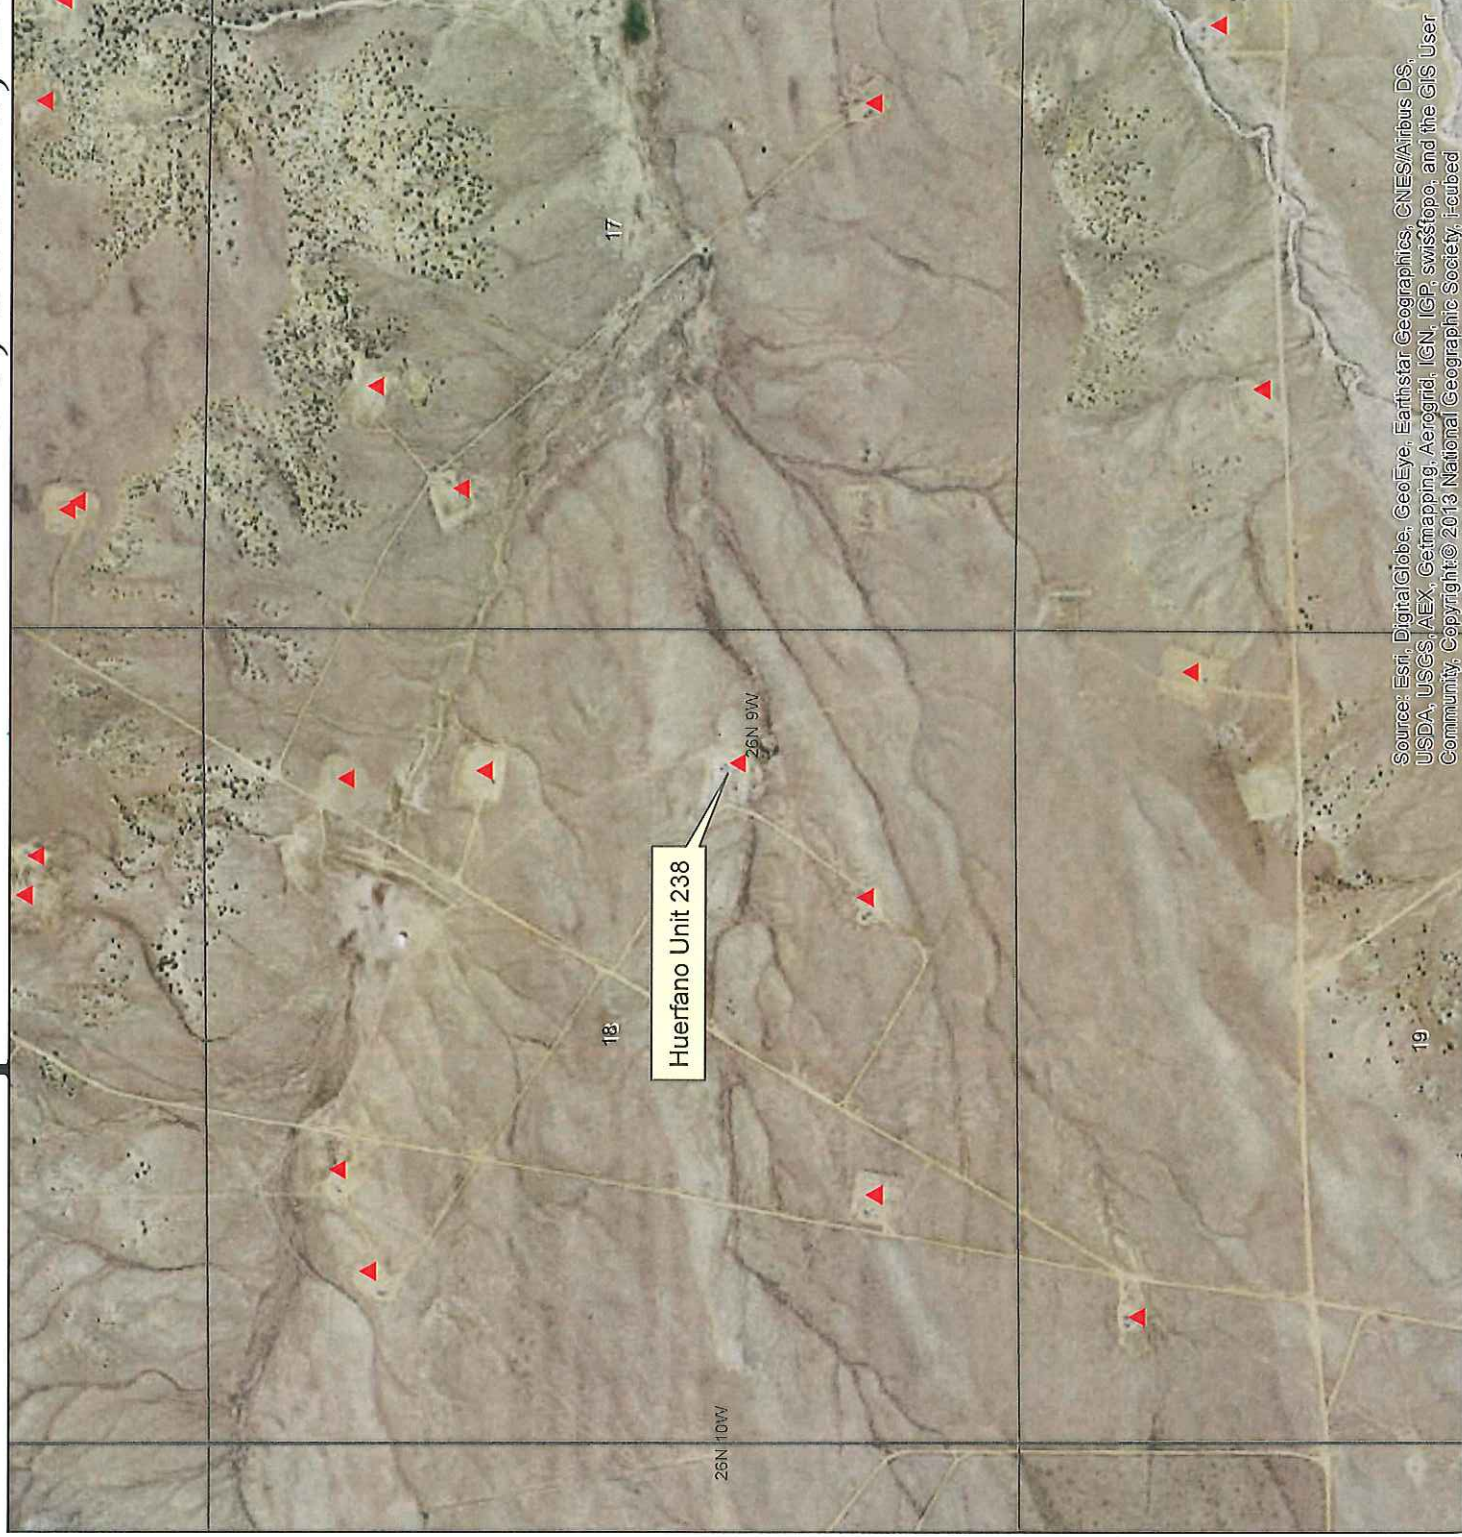 17
26N 9W
Huerfano Unit 238
18
19
26N 10W
Source: Esri, DigitalGlobe, GeoEye, Earthstar Geographics, CNES/Airbus DS,
USDA, USGS, AEX, Getmapping, Aerogrid, IGN, IGP, swisstopo, and the GIS User
Community, Copyright:© 2013 National Geographic Society, i-cubed